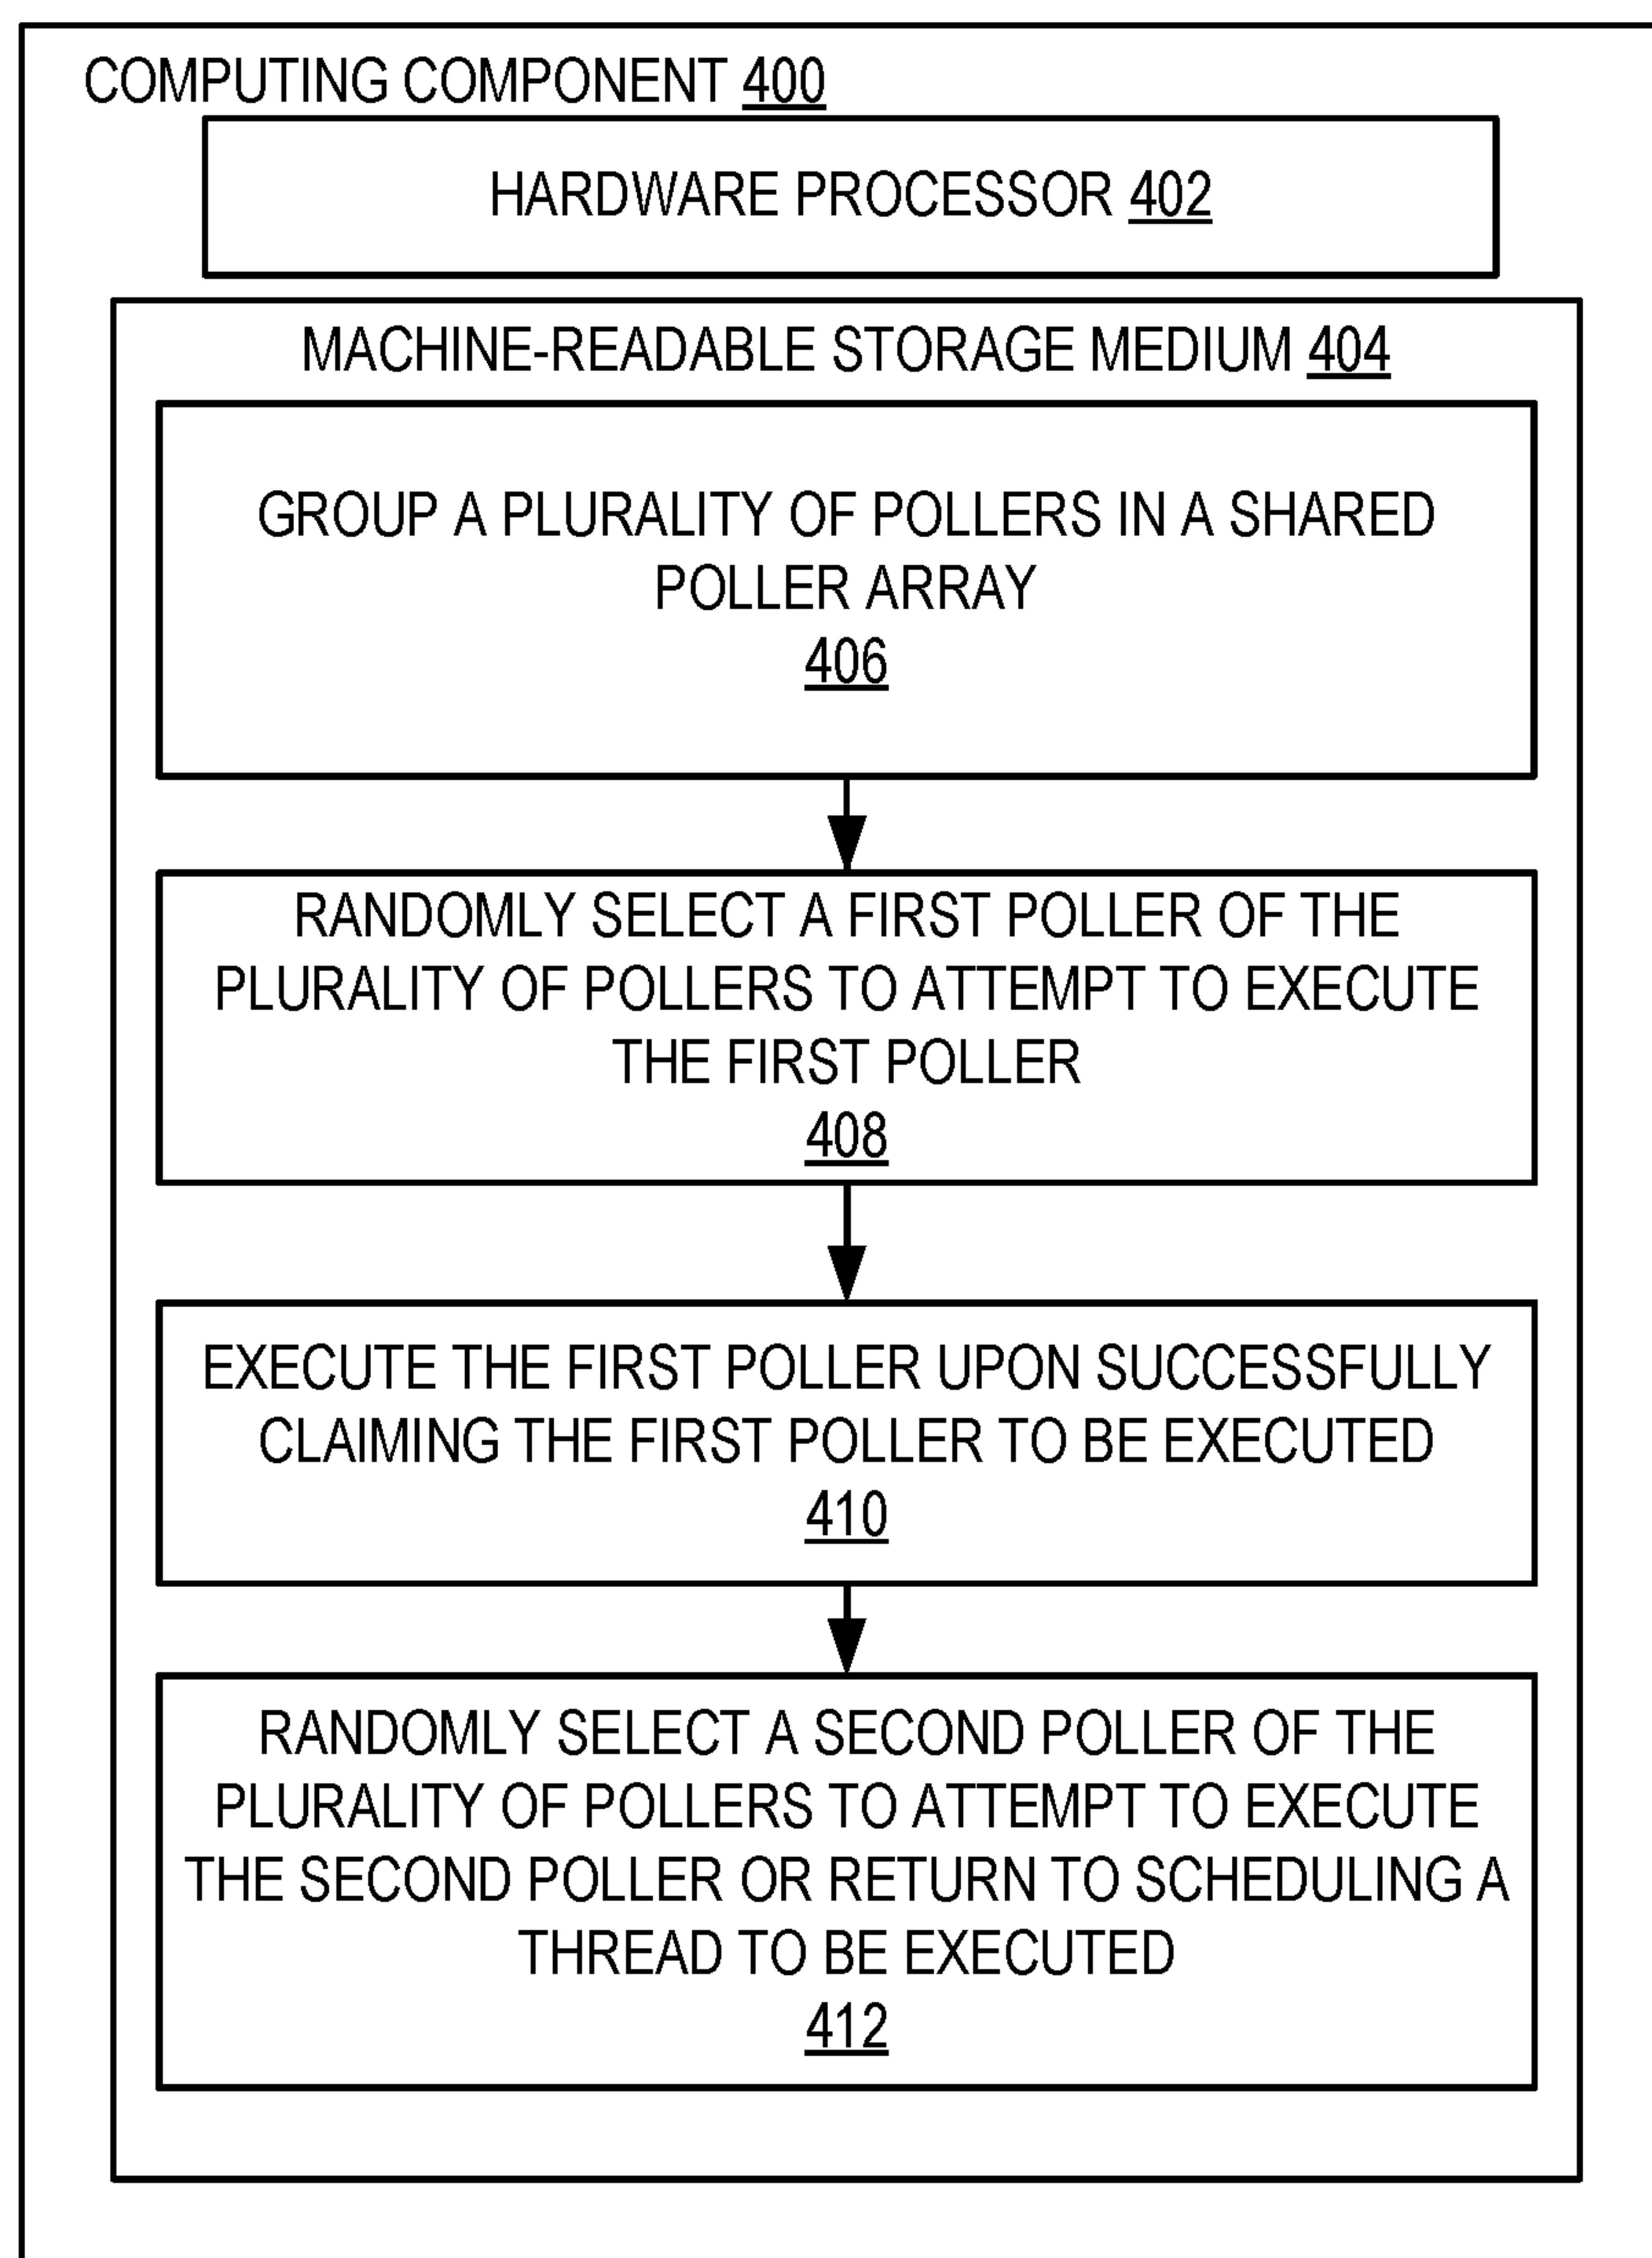 COMPUTING COMPONENT 400
HARDWARE PROCESSOR 402
MACHINE-READABLE STORAGE MEDIUM 404
GROUP A PLURALITY OF POLLERS IN A SHARED
POLLER ARRAY
406
RANDOMLY SELECT A FIRST POLLER OF THE
PLURALITY OF POLLERS TO ATTEMPT TO EXECUTE
THE FIRST POLLER
408
EXECUTE THE FIRST POLLER UPON SUCCESSFULLY
CLAIMING THE FIRST POLLER TO BE EXECUTED
410
RANDOMLY SELECT A SECOND POLLER OF THE
PLURALITY OF POLLERS TO ATTEMPT TO EXECUTE
THE SECOND POLLER OR RETURN TO SCHEDULING A
THREAD TO BE EXECUTED
412